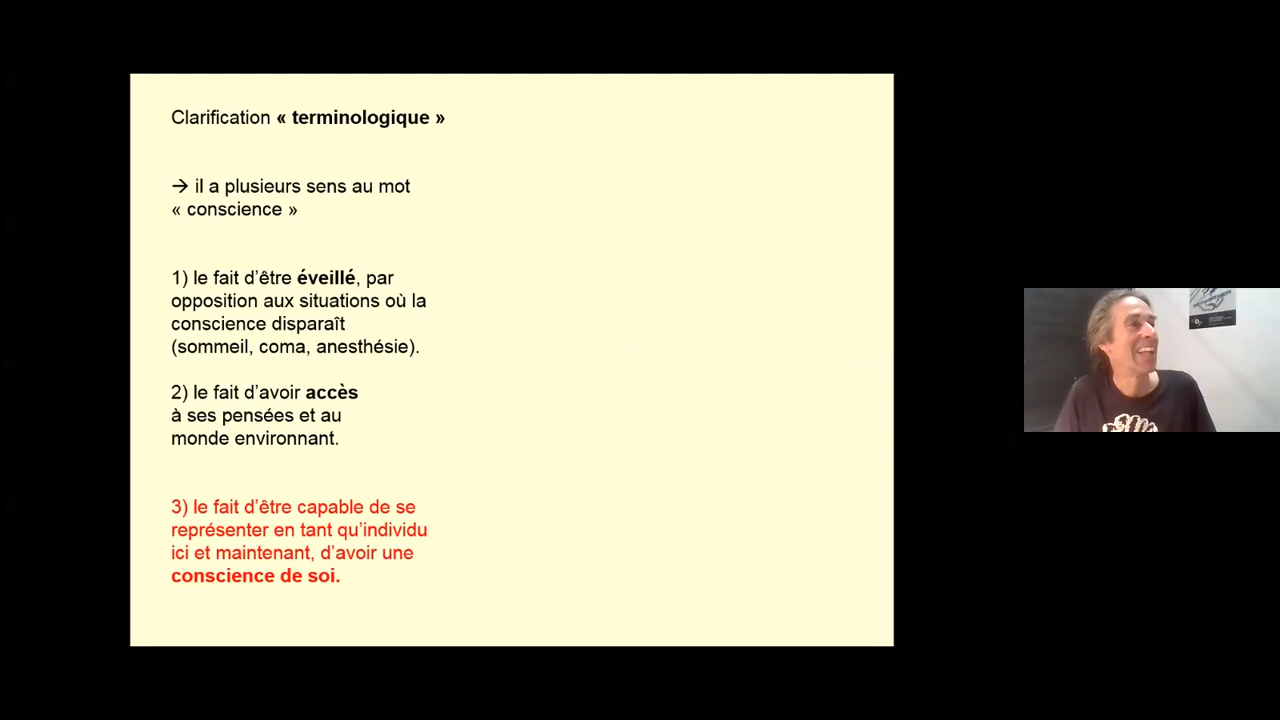 Clarification « terminologique »
→ il a plusieurs sens au mot
« conscience »
1) le fait d’être éveillé, par
opposition aux situations où la
conscience disparaît
(sommeil, coma, anesthésie).
2) le fait d’avoir accès
à ses pensées et au
monde environnant.
3) le fait d’être capable de se
représenter en tant qu’individu
ici et maintenant, d’avoir une
conscience de soi.